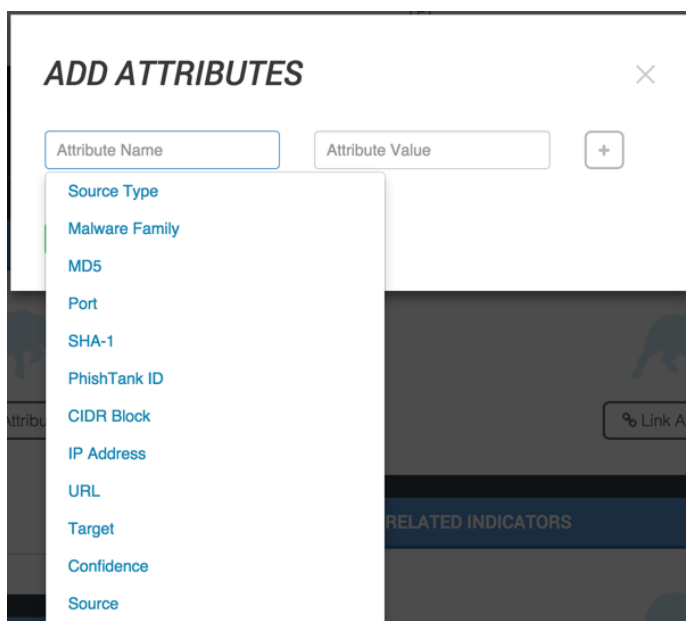 ADD ATTRIBUTES
Attribute Name
Attribute Value
Source Type
Malware Family
MD5
Port
SHA-1
PhishTank ID
CIDR Block
IP Address
URL
Target
Confidence
Source
Link A
RELATED INDICATORS